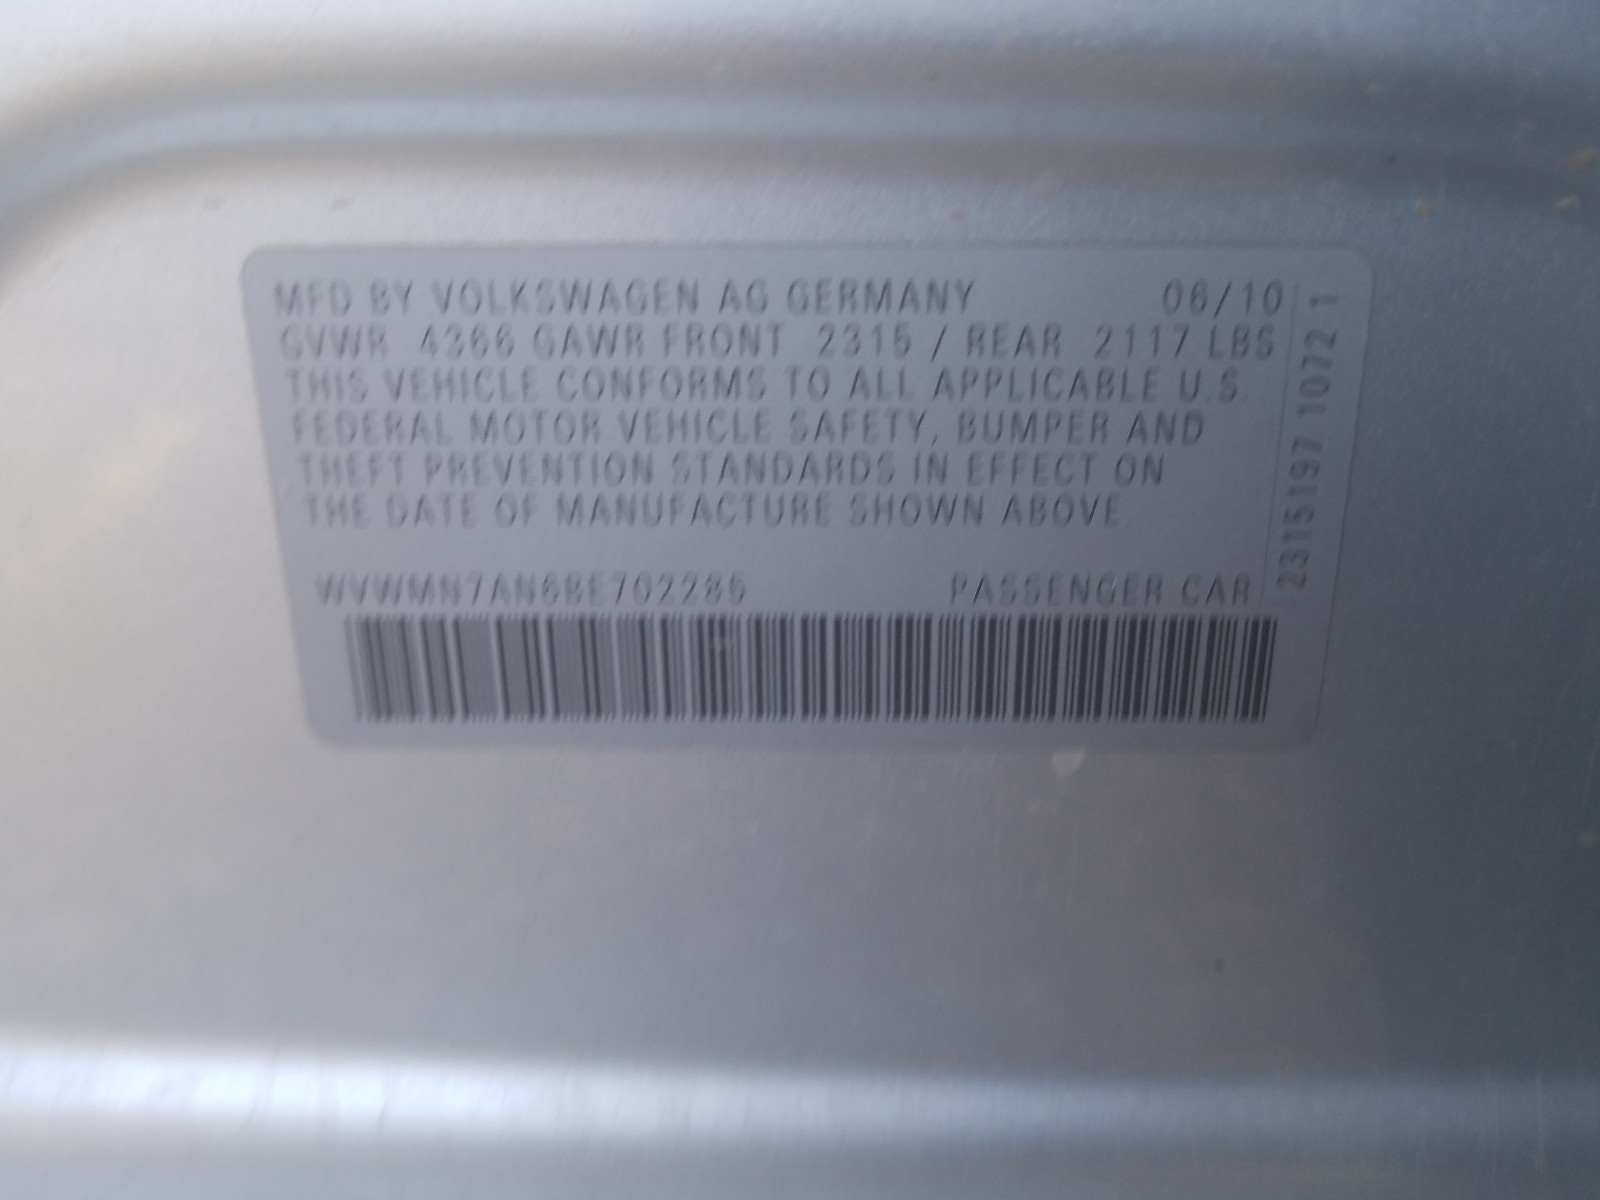 MFD BY VOLKSWAGEN AG GERMANY 06/10
GVWR 4366 GAWR FRONT 2315 / REAR 2117 LBS
THIS VEHICLE CONFORMS TO ALL APPLICABLE U.S.
FEDERAL MOTOR VEHICLE SAFETY, BUMPER AND
THEFT PREVENTION STANDARDS IN EFFECT ON
THE DATE OF MANUFACTURE SHOWN ABOVE.
WVWMN7AN6BE702285 PASSENGER CAR
2315197 1072 1